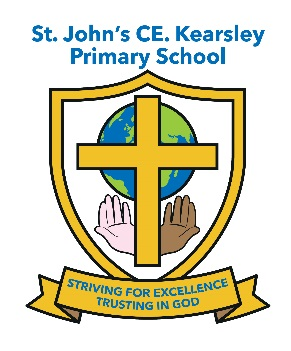 St. John's CE. Kearsley
Primary School
STRIVING FOR EXCELLENCE
TRUSTING IN GOD